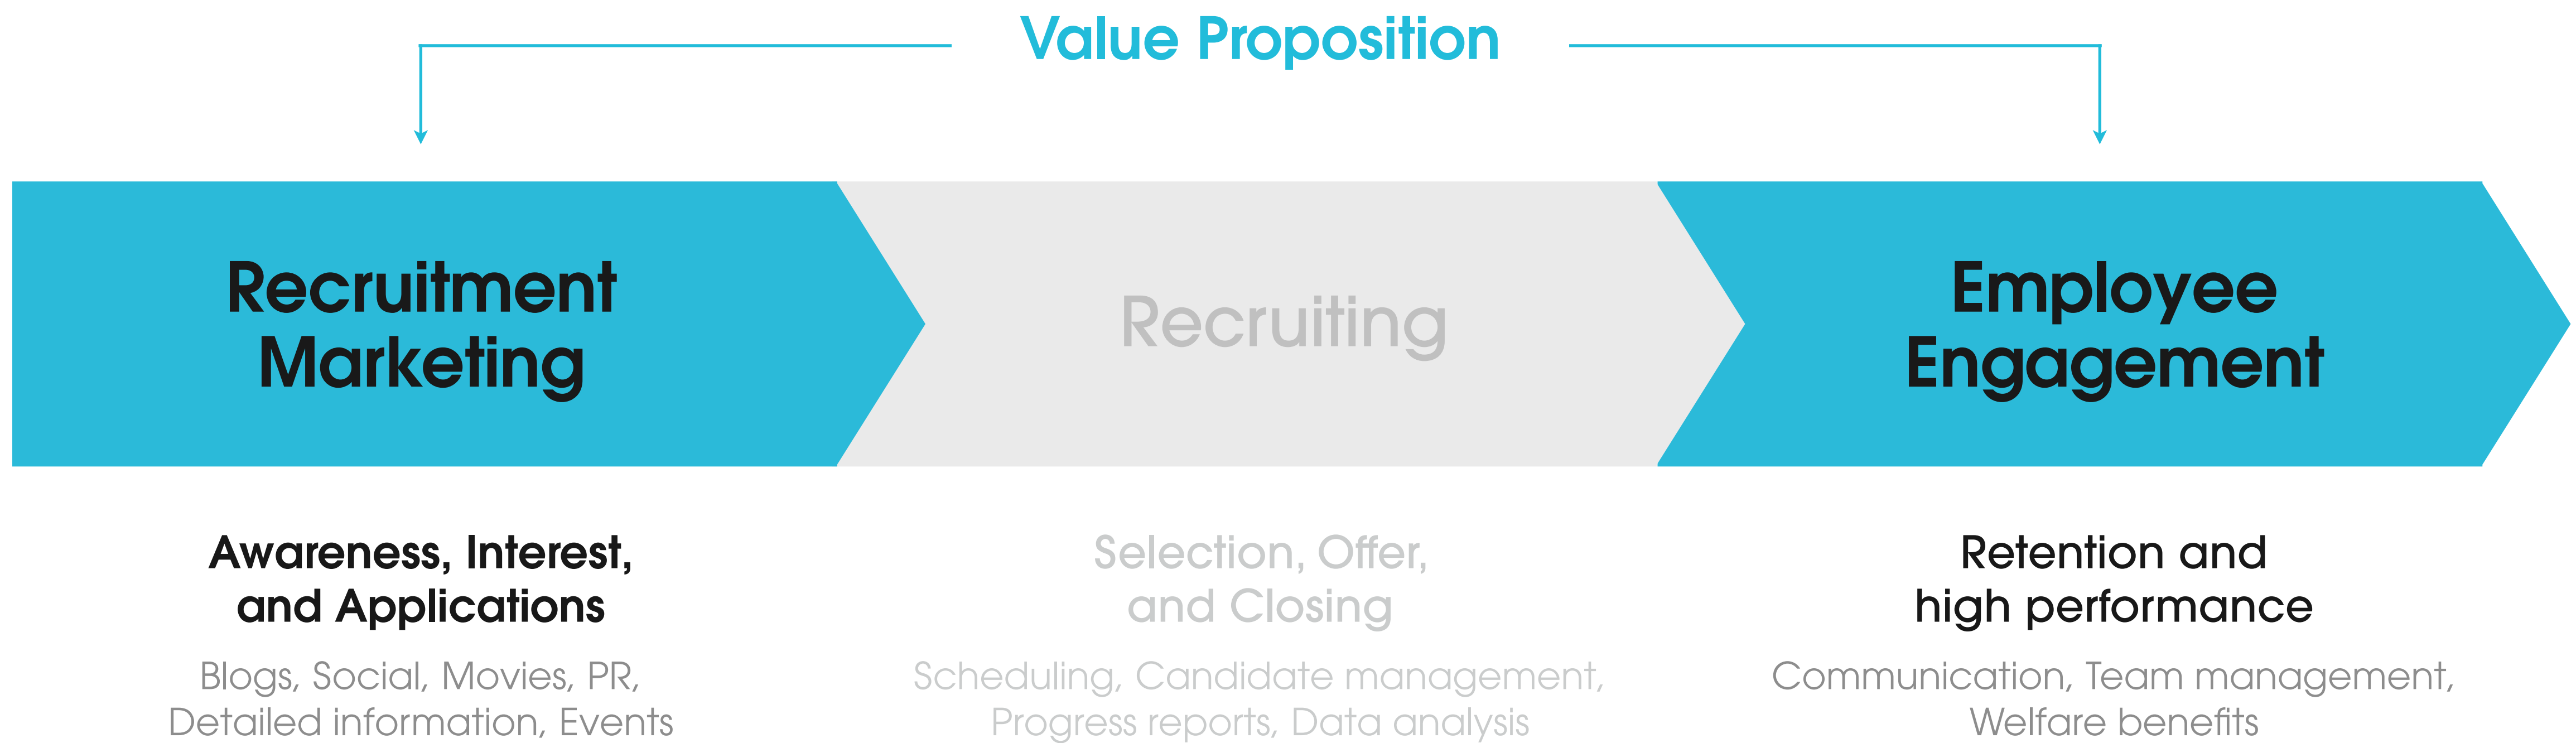 Value Proposition
Recruitment
Marketing
Recruiting
Employee
Engagement
Awareness, Interest,
and Applications
Blogs, Social, Movies, PR,
Detailed information, Events
Selection, Offer,
and Closing
Scheduling, Candidate management,
Progress reports, Data analysis
Retention and
high performance
Communication, Team management,
Welfare benefits